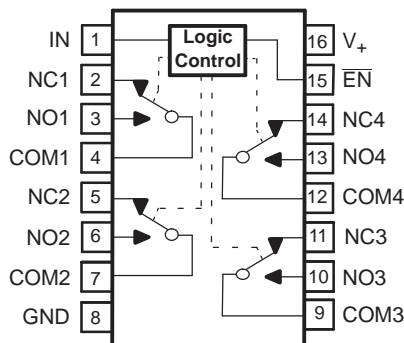 Logic
Control
IN 1
NC1 2
NO1 3
COM1 4
NC2 5
NO2 6
COM2 7
GND 8
16 V+
15 EN
14 NC4
13 NO4
12 COM4
11 NC3
10 NO3
9 COM3